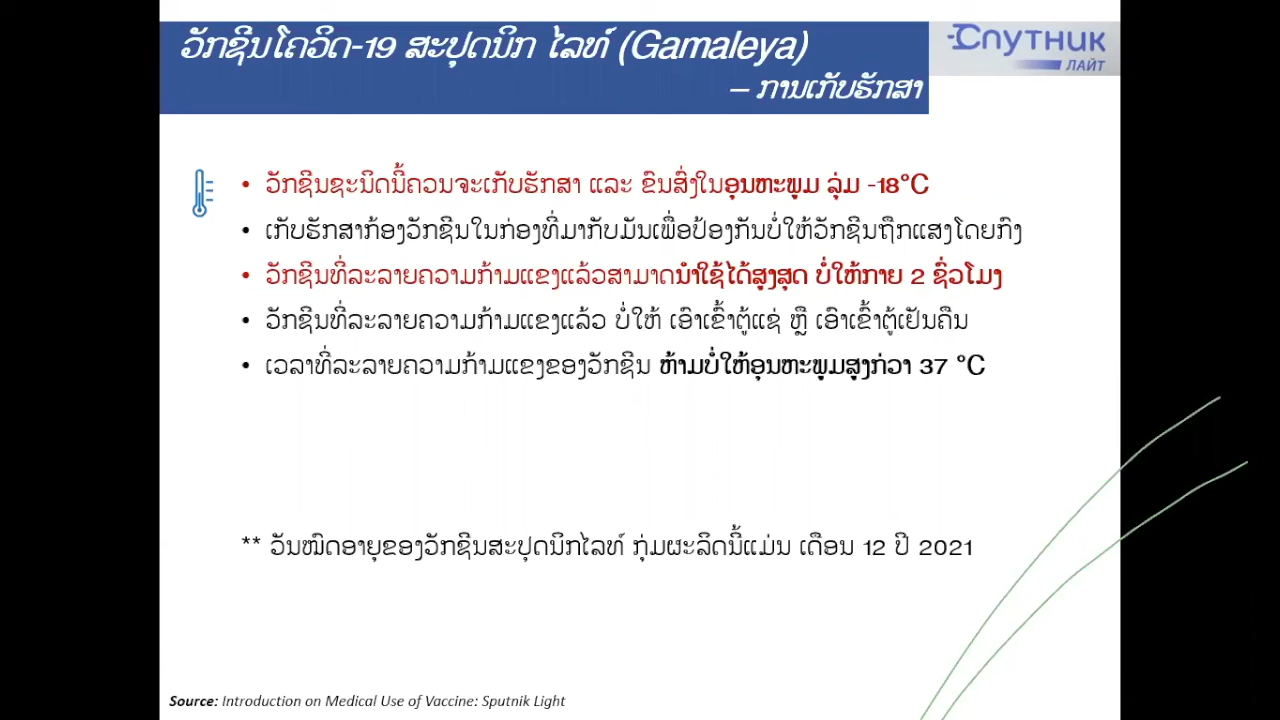 ວັກຊີນໂຄວິດ-19 ສະປຸດນິກ ໄລທ໌ (Gamaleya)
– ການເກັບຮັກສາ
Спутник
ЛАЙТ
• ວັກຊີນຊະນິດນີ້ຄວນຈະເກັບຮັກສາ ແລະ ຂົນສົ່ງໃນອຸນຫະພູມ ລຸ່ມ -18°C
• ເກັບຮັກສາກ້ອງວັກຊີນໃນກ່ອງທີ່ມາກັບມັນເພື່ອປ້ອງກັນບໍ່ໃຫ້ວັກຊີນຖືກແສງໂດຍກົງ
• ວັກຊີນທີ່ລະລາຍຄວາມກ້າມແຂງແລ້ວສາມາດນຳໃຊ້ໄດ້ສູງສຸດ ບໍ່ໃຫ້ກາຍ 2 ຊົ່ວໂມງ
• ວັກຊີນທີ່ລະລາຍຄວາມກ້າມແຂງແລ້ວ ບໍ່ໃຫ້ ເອົາເຂົ້າຕູ້ແຊ່ ຫຼື ເອົາເຂົ້າຕູ້ເຢັນຄືນ
• ເວລາທີ່ລະລາຍຄວາມກ້າມແຂງຂອງວັກຊີນ ຫ້າມບໍ່ໃຫ້ອຸນຫະພູມສູງກ່ວາ 37 °C
** ວັນໝົດອາຍຸຂອງວັກຊີນສະປຸດນິກໄລທ໌ ກຸ່ມຜະລິດນີ້ແມ່ນ ເດືອນ 12 ປີ 2021
Source: Introduction on Medical Use of Vaccine: Sputnik Light